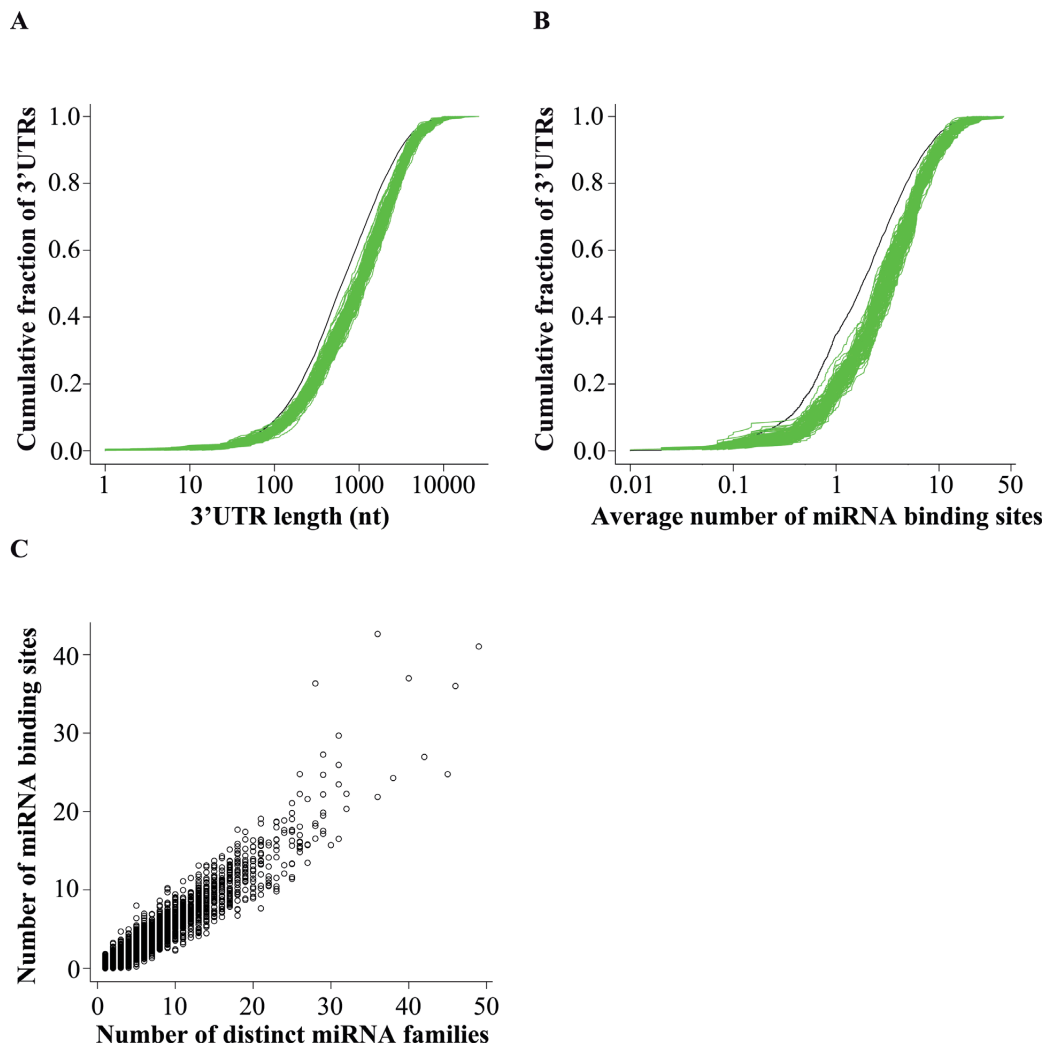 A
B
Cumulative fraction of 3’UTRs
1.0
0.8
0.6
0.4
0.2
0.0
1 10 100 1000 10000
3’UTR length (nt)
Cumulative fraction of 3’UTRs
1.0
0.8
0.6
0.4
0.2
0.0
0.01 0.1 1 10 50
Average number of miRNA binding sites
C
Number of miRNA binding sites
40
30
20
10
0
0 10 20 30 40 50
Number of distinct miRNA families